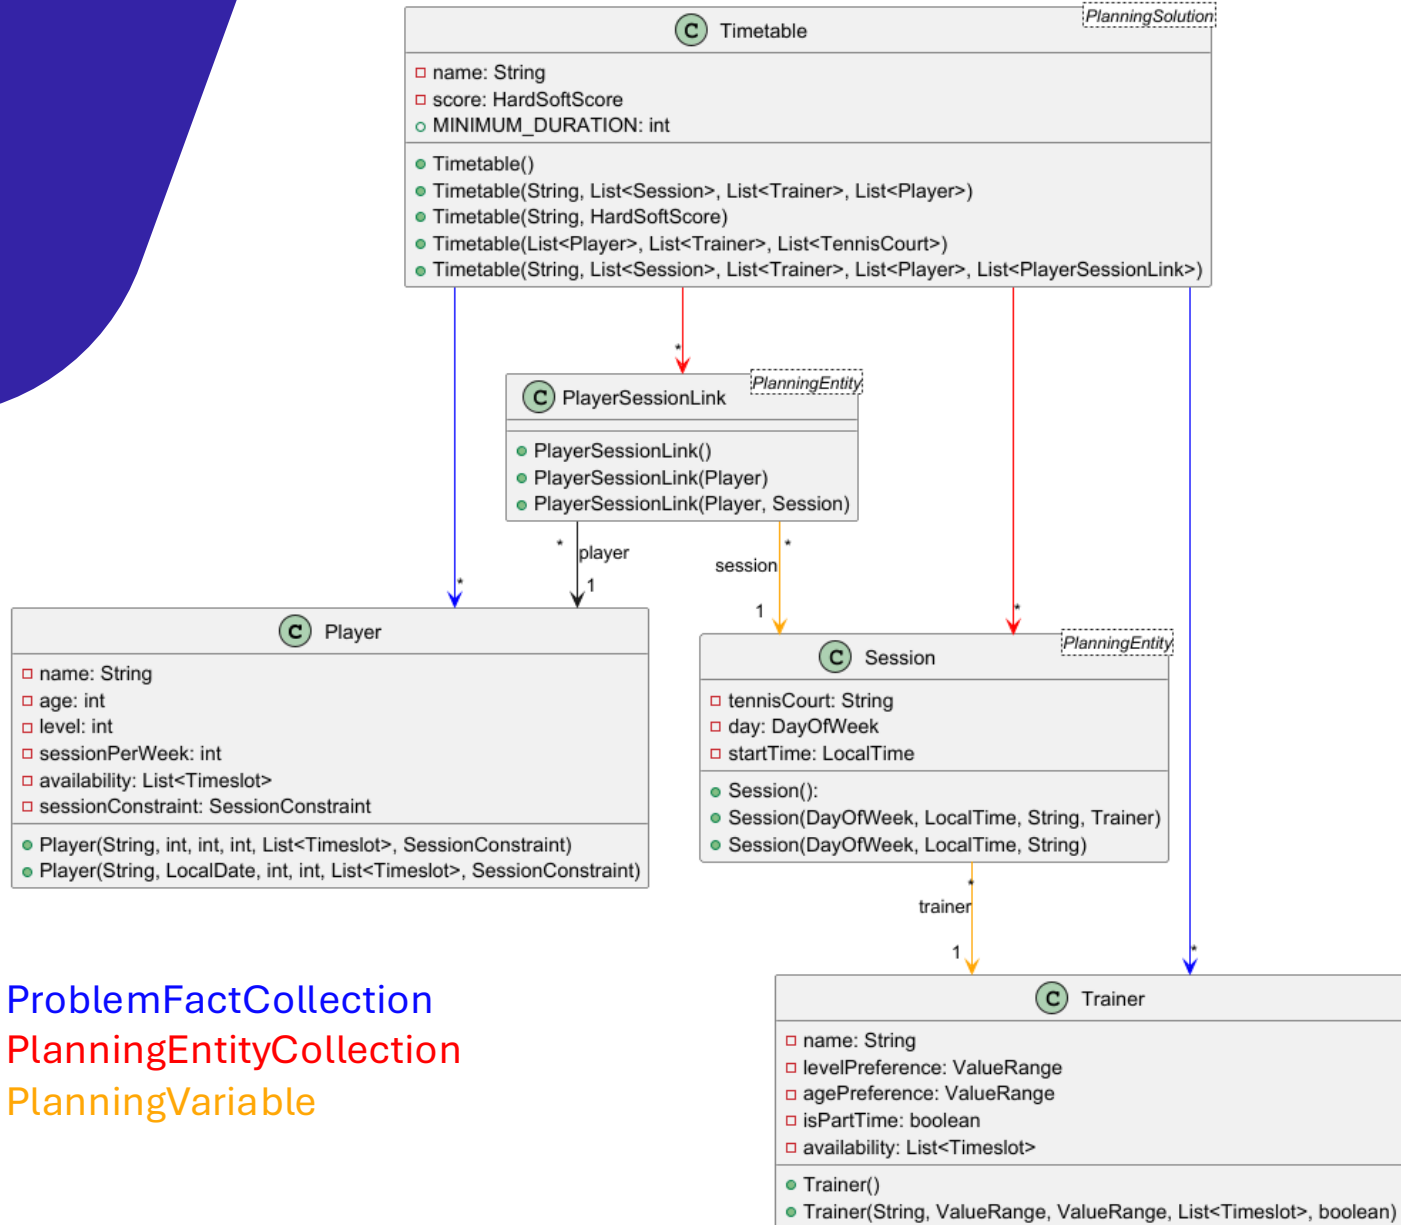 PlanningSolution
C Timetable
name: String
score: HardSoftScore
MINIMUM_DURATION: int
Timetable()
Timetable(String, List<Session>, List<Trainer>, List<Player>)
Timetable(String, HardSoftScore)
Timetable(List<Player>, List<Trainer>, List<TennisCourt>)
Timetable(String, List<Session>, List<Trainer>, List<Player>, List<PlayerSessionLink>)
*
PlanningEntity
C PlayerSessionLink
PlayerSessionLink()
PlayerSessionLink(Player)
PlayerSessionLink(Player, Session)
* player
1
* session
1
*
*
C Player
name: String
age: int
level: int
sessionPerWeek: int
availability: List<Timeslot>
sessionConstraint: SessionConstraint
Player(String, int, int, int, List<Timeslot>, SessionConstraint)
Player(String, LocalDate, int, int, List<Timeslot>, SessionConstraint)
PlanningEntity
C Session
tennisCourt: String
day: DayOfWeek
startTime: LocalTime
Session():
Session(DayOfWeek, LocalTime, String, Trainer)
Session(DayOfWeek, LocalTime, String)
*
trainer
1
*
C Trainer
name: String
levelPreference: ValueRange
agePreference: ValueRange
isPartTime: boolean
availability: List<Timeslot>
Trainer()
Trainer(String, ValueRange, ValueRange, List<Timeslot>, boolean)
ProblemFactCollection
PlanningEntityCollection
PlanningVariable